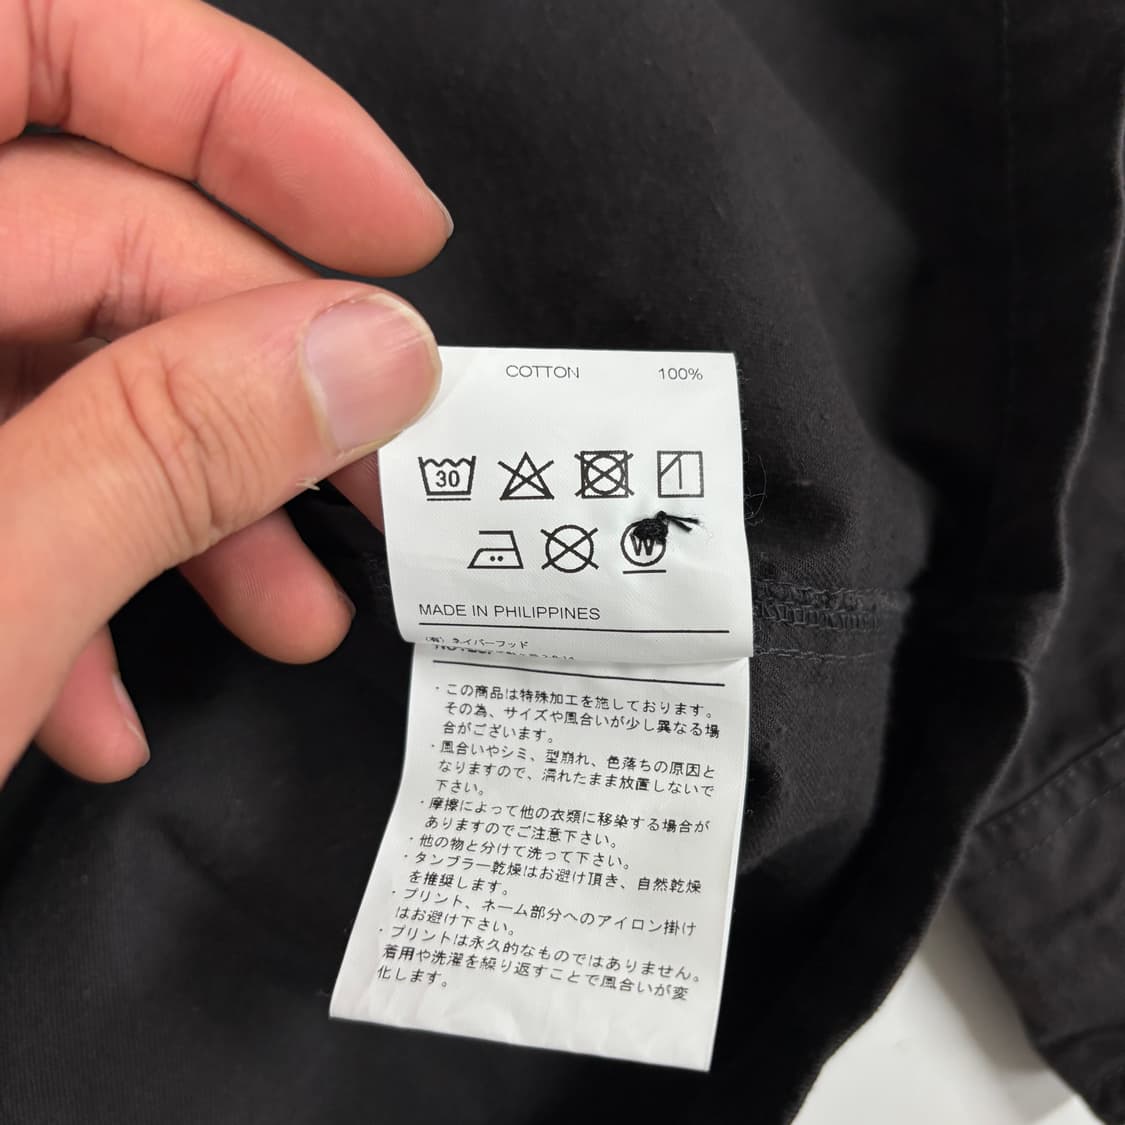 COTTON 100%
30
W
MADE IN PHILIPPINES
(有) ネイバーフッド
・この商品は特殊加工を施しております。
その為、サイズや風合いが少し異なる場
合がございます。
・風合いやシミ、型崩れ、色落ちの原因と
なりますので、濡れたまま放置しないで
下さい。
・摩擦によって他の衣類に移染する場合が
ありますのでご注意下さい。
・他の物と分けて洗って下さい。
・タンブラー乾燥はお避け頂き、自然乾燥
を推奨します。
・プリント、ネーム部分へのアイロン掛け
はお避け下さい。
・プリントは永久的なものではありません。
着用や洗濯を繰り返すことで風合いが変
化します。